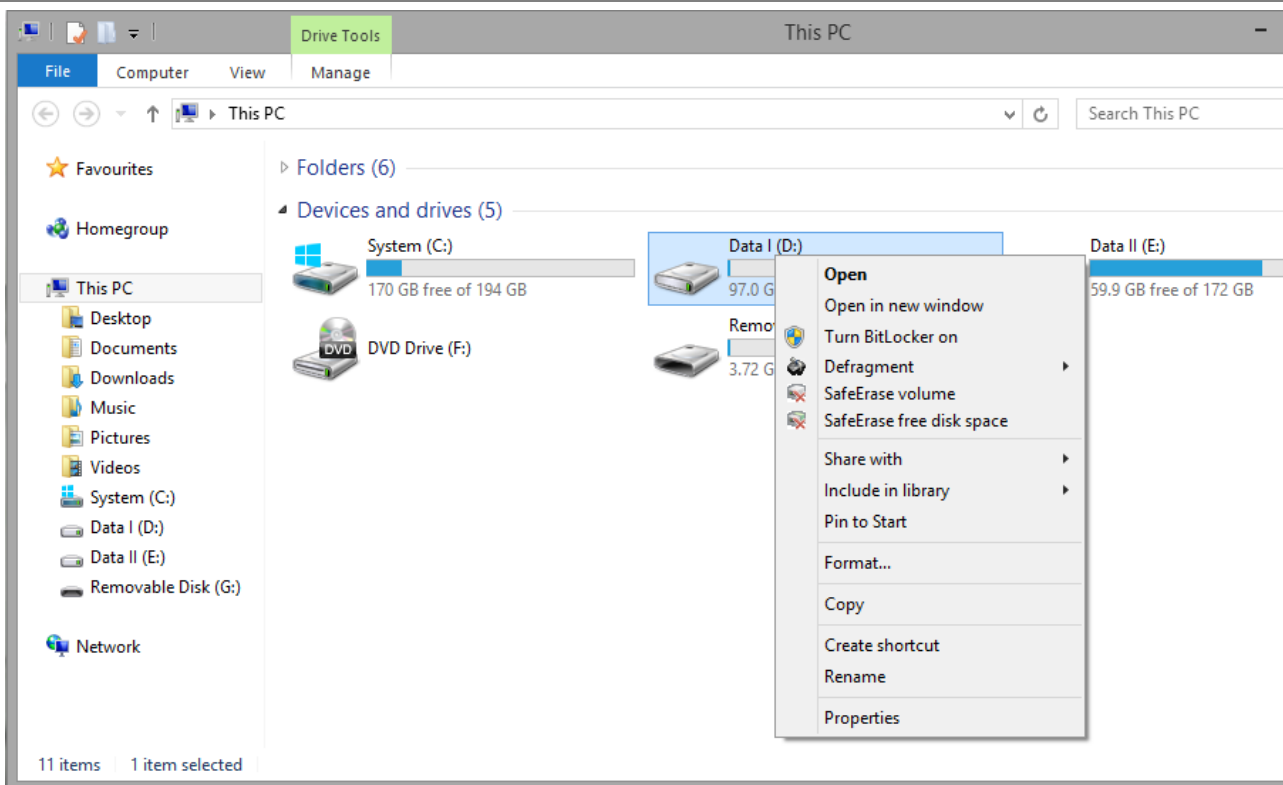 Drive Tools
This PC
File
Computer
View
Manage
This PC
Search This PC
Favourites
Homegroup
This PC
Desktop
Documents
Downloads
Music
Pictures
Videos
System (C:)
Data I (D:)
Data II (E:)
Removable Disk (G:)
Network
Folders (6)
Devices and drives (5)
System (C:)
170 GB free of 194 GB
Data I (D:)
97.0 G
Data II (E:)
59.9 GB free of 172 GB
DVD
DVD Drive (F:)
Remo
3.72 G
Open
Open in new window
Turn BitLocker on
Defragment
SafeErase volume
SafeErase free disk space
Share with
Include in library
Pin to Start
Format...
Copy
Create shortcut
Rename
Properties
11 items
1 item selected